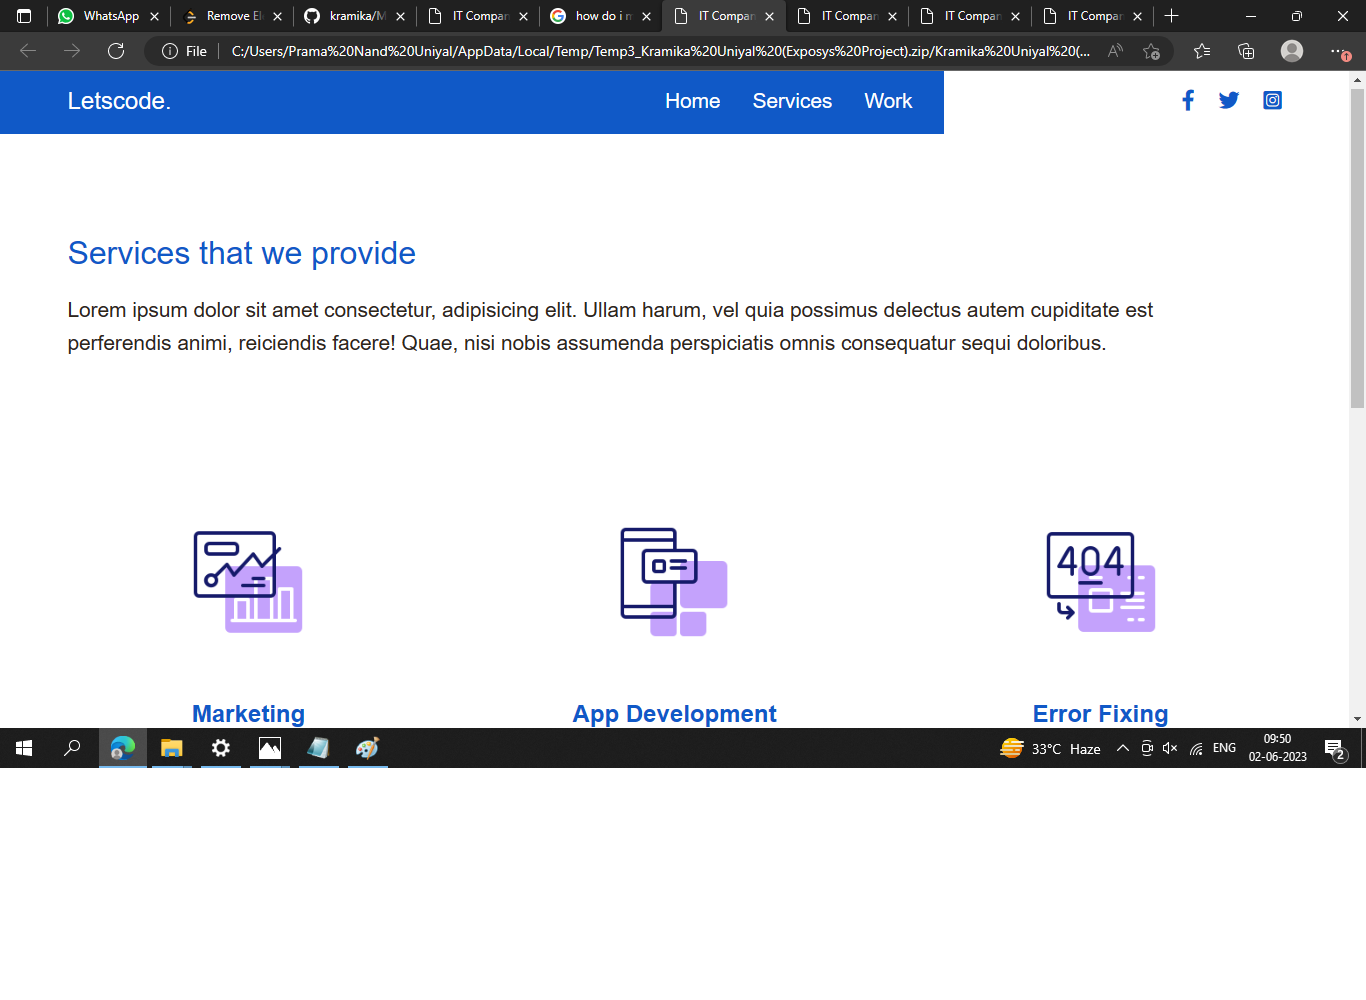 WhatsApp
Remove El
kramika/M
IT Compan
how do i m
IT Compan
IT Compan
IT Compan
IT Compan
File
C:/Users/Prama%20Nand%20Uniyal/AppData/Local/Temp/Temp3_Kramika%20Uniyal%20(Exposys%20Project).zip/Kramika%20Uniyal%20(...
Letscode.
Home
Services
Work
Services that we provide
Lorem ipsum dolor sit amet consectetur, adipisicing elit. Ullam harum, vel quia possimus delectus autem cupiditate est
perferendis animi, reiciendis facere! Quae, nisi nobis assumenda perspiciatis omnis consequatur sequi doloribus.
404
Marketing
App Development
Error Fixing
33°C Haze
ENG
09:50
02-06-2023
2